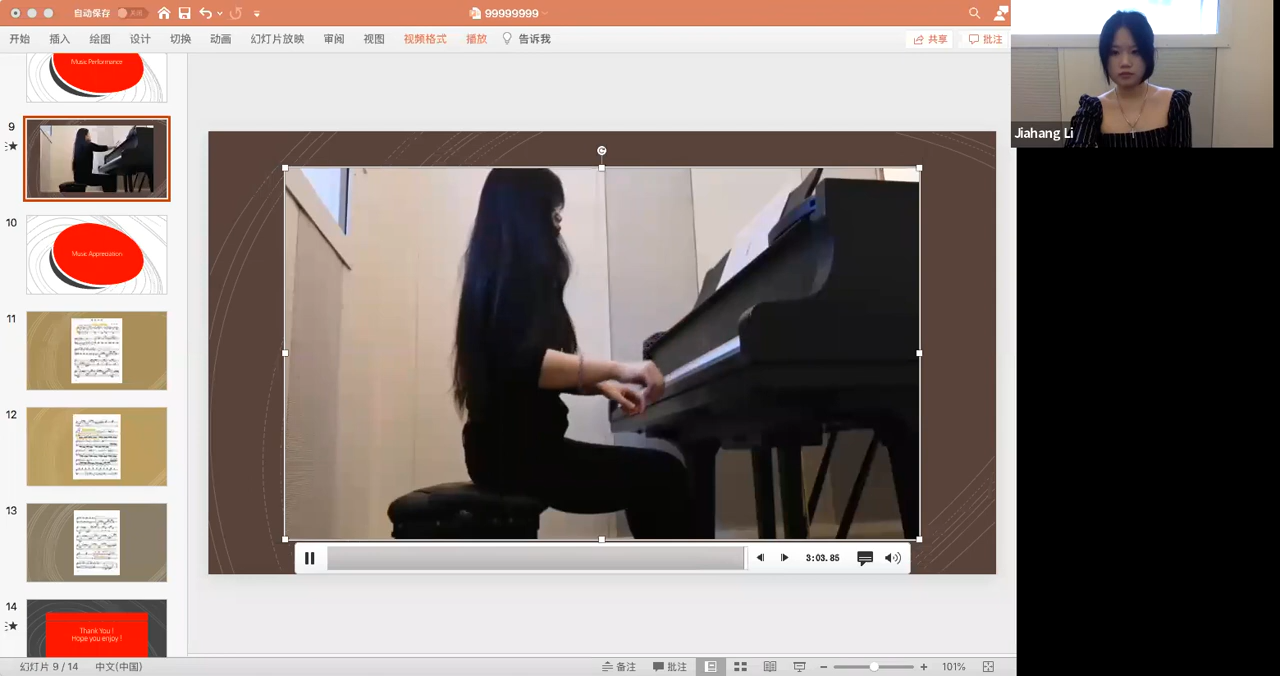 自动保存 关闭
99999999
开始 插入 绘图 设计 切换 动画 幻灯片放映 审阅 视图 视频格式 播放 告诉我
共享 批注
Music Performance
9
10
Music Appreciation
11
12
13
14
Thank You !
Hope you enjoy !
3:03.85
Jiahang Li
幻灯片 9 / 14 中文(中国)
备注 批注 101%